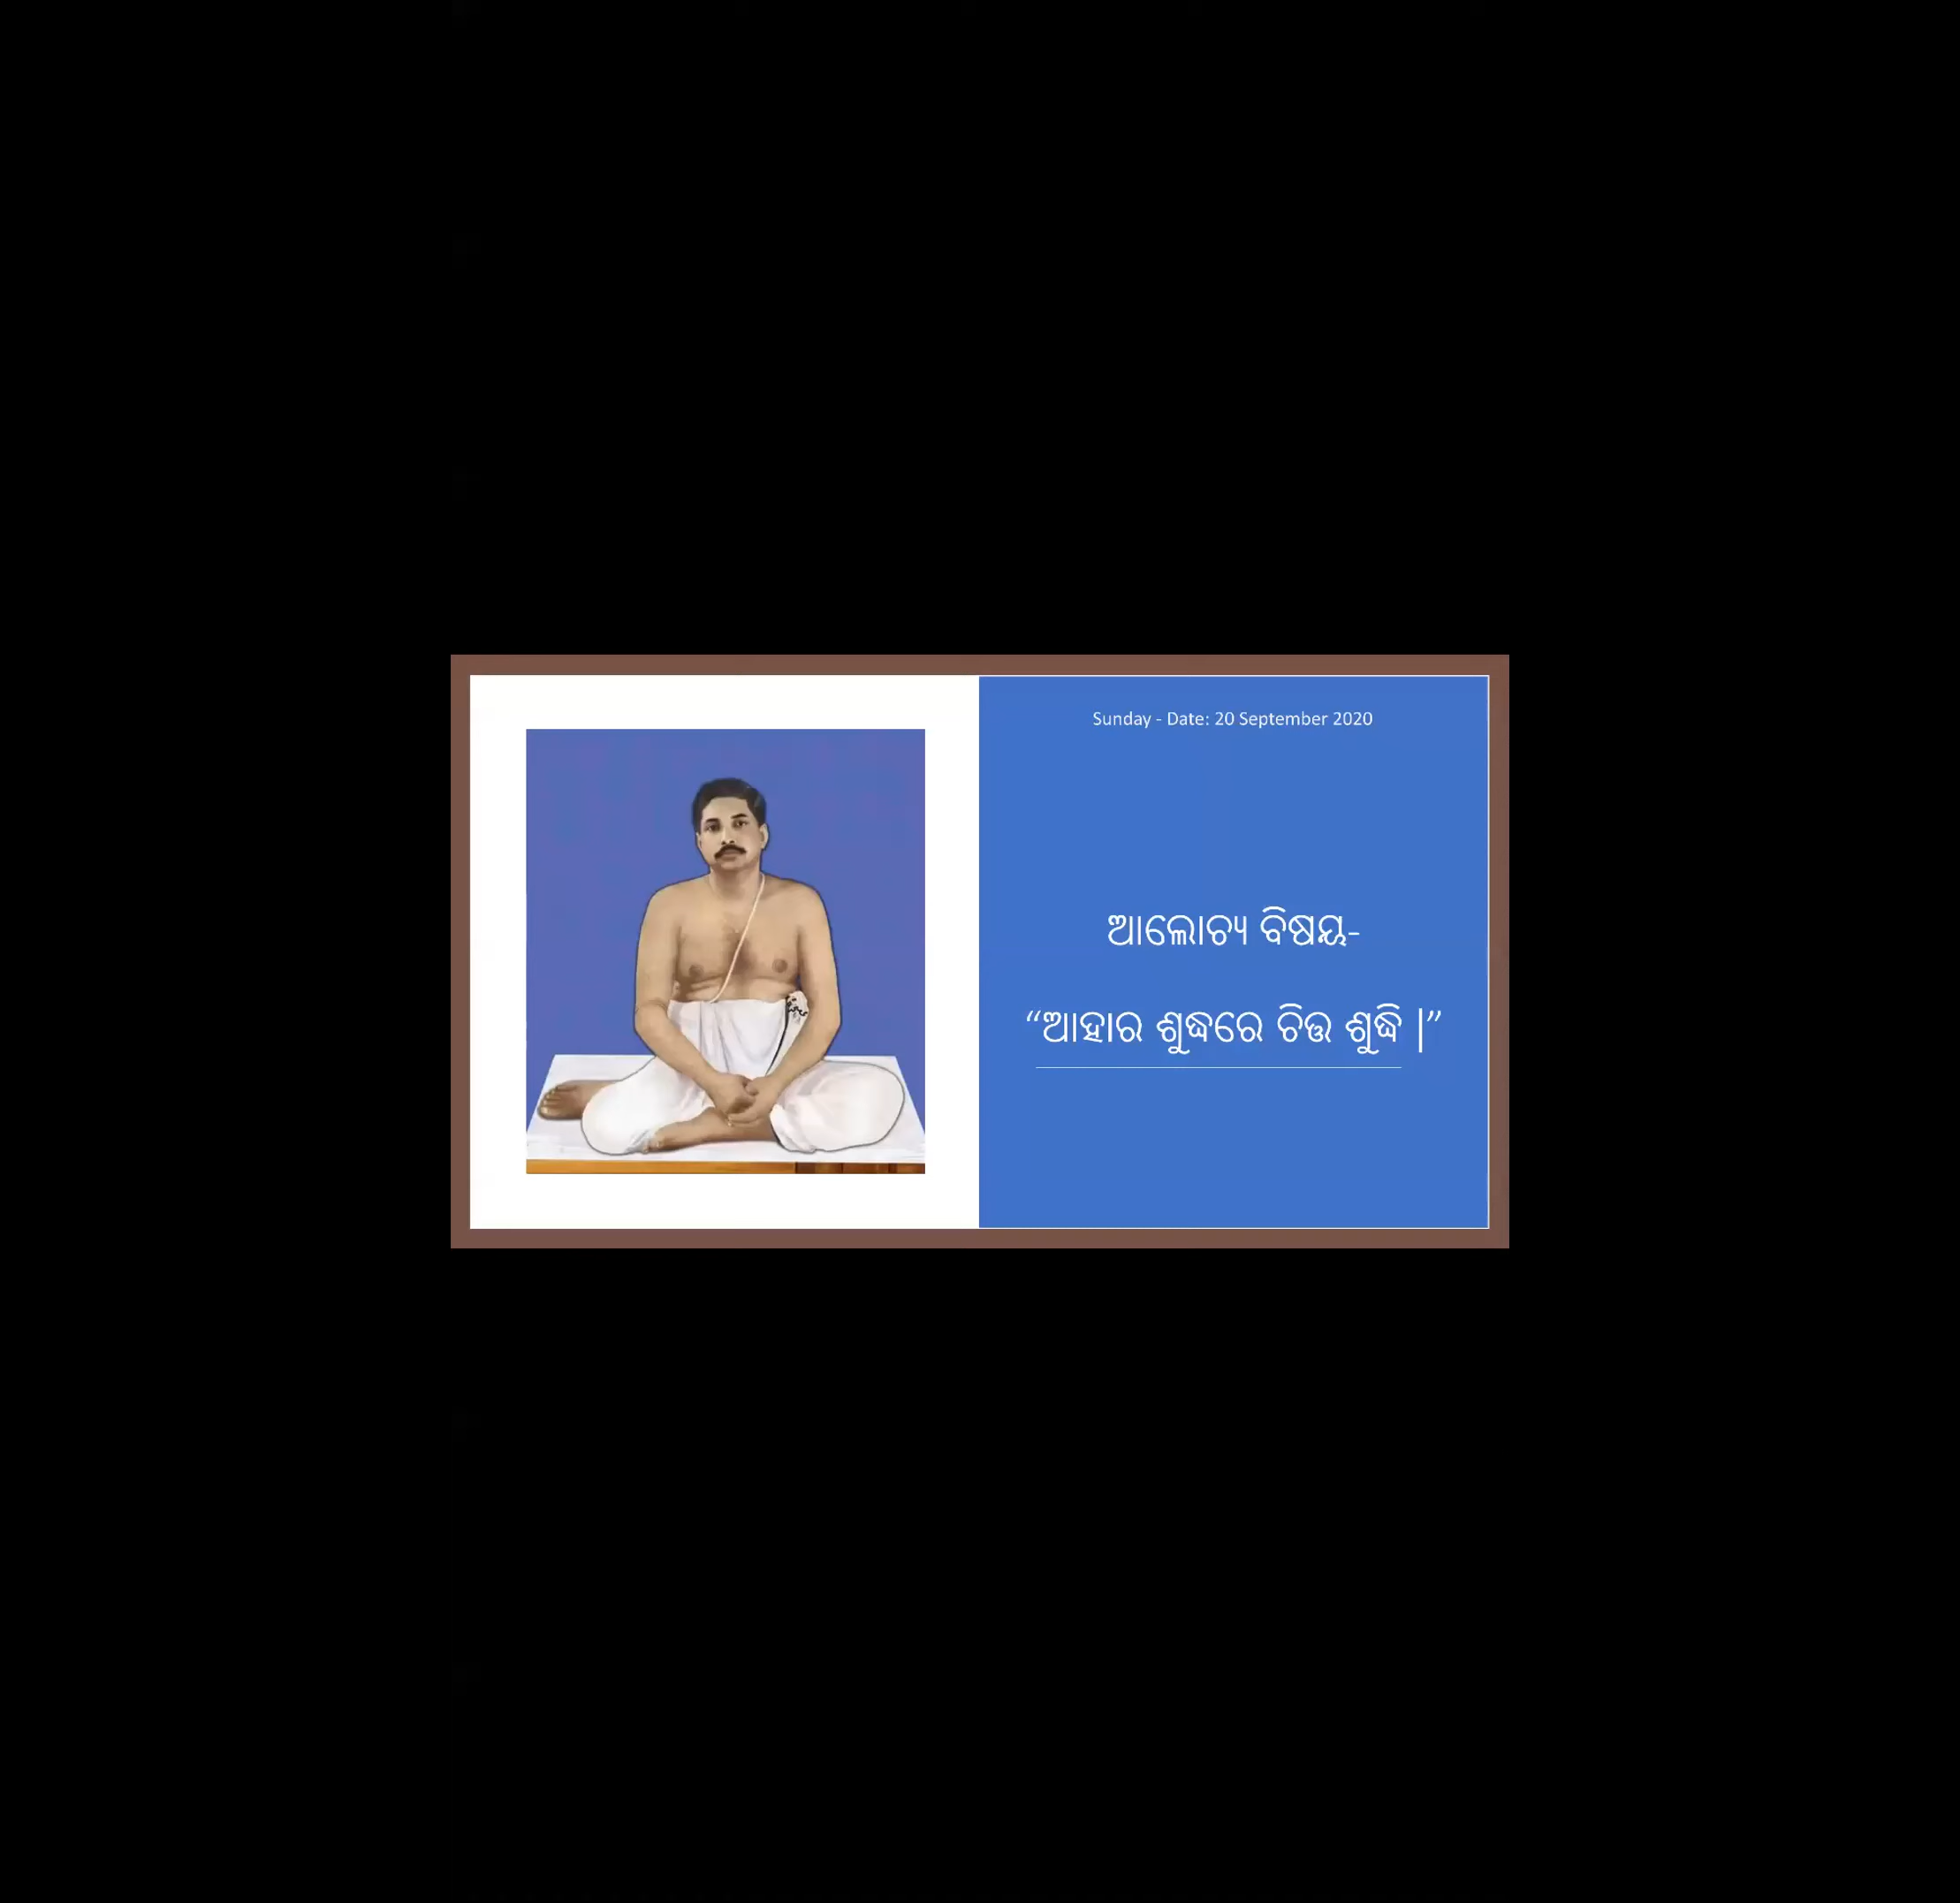 Sunday - Date: 20 September 2020
ଆଲୋଚ୍ୟ ବିଷୟ-
“ଆହାର ଶୁଦ୍ଧରେ ଚିତ୍ତ ଶୁଦ୍ଧି |”